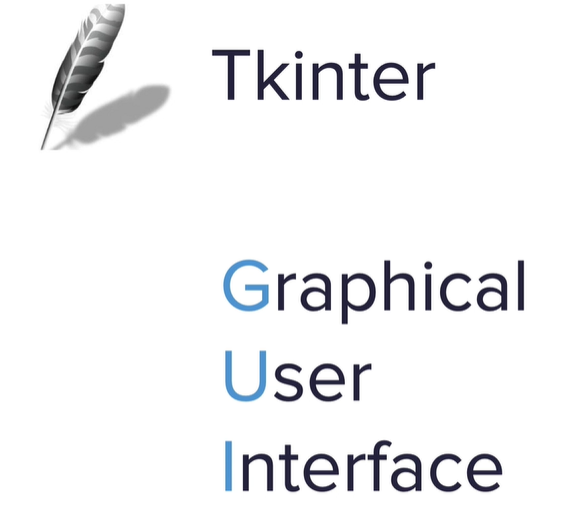 Tkinter
Graphical
User
Interface